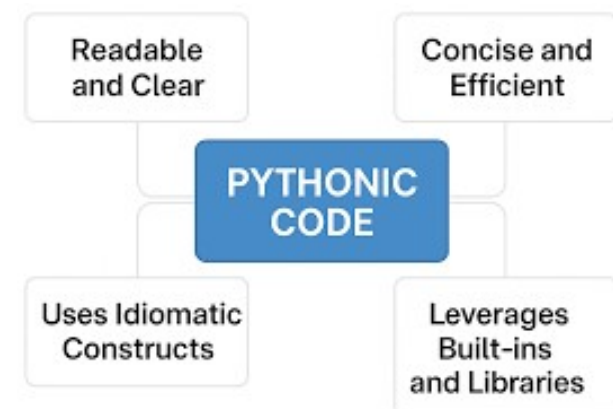 Readable
and Clear
Concise and
Efficient
PYTHONIC
CODE
Uses Idiomatic
Constructs
Leverages
Built-ins
and Libraries